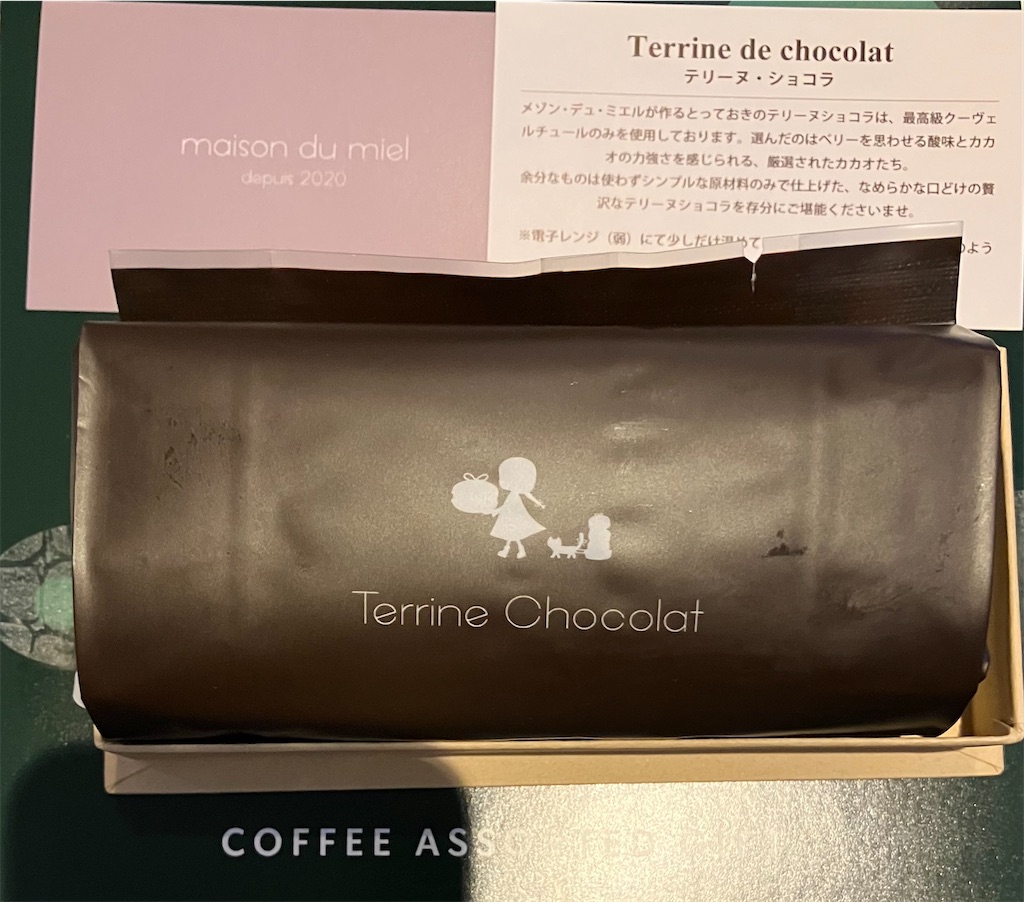 maison du miel
depuis 2020
Terrine de chocolat
テリーヌ・ショコラ
メゾン・デュ・ミエルが作るとっておきのテリーヌショコラは、最高級クーヴェ
ルチュールのみを使用しております。選んだのはベリーを思わせる酸味とカカ
オの力強さを感じられる、厳選されたカカオたち。
余分なものは使わずシンプルな原材料のみで仕上げた、なめらかな口どけの贅
沢なテリーヌショコラを存分にご堪能くださいませ。
※電子レンジ（弱）にて少しだけ温めて
のよう
Terrine Chocolat
COFFEE